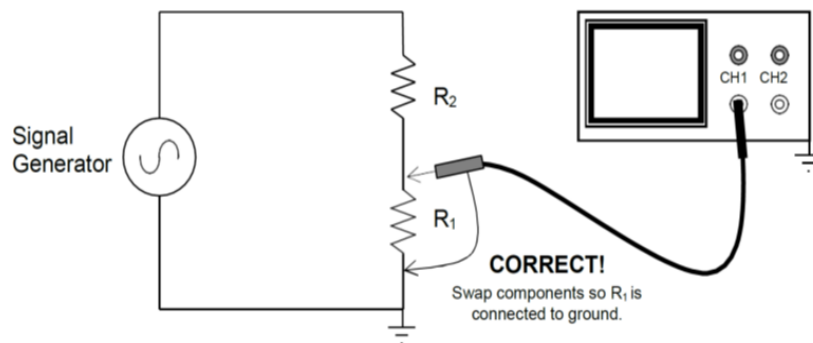 Signal
Generator
R₂
R₁
CH1 CH2
CORRECT!
Swap components so R₁ is
connected to ground.